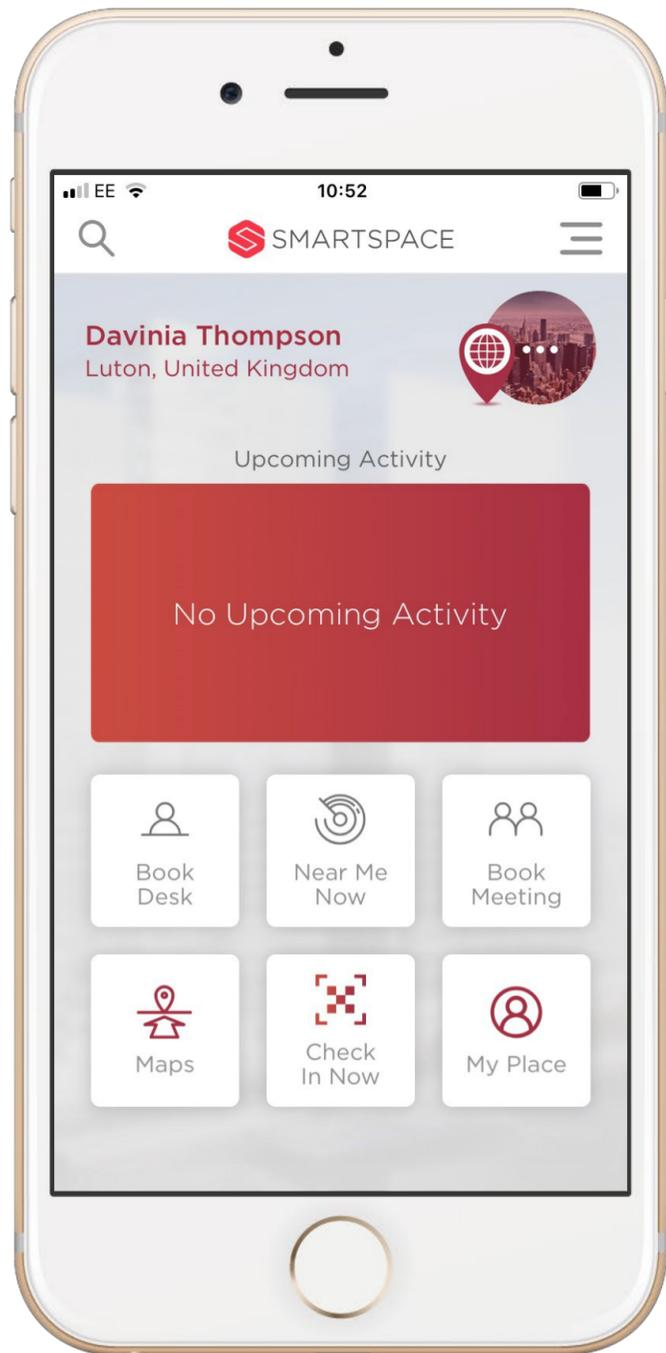 EE
10:52
SMARTSPACE
Davinia Thompson
Luton, United Kingdom
Upcoming Activity
No Upcoming Activity
Book
Desk
Near Me
Now
Book
Meeting
Maps
Check
In Now
My Place